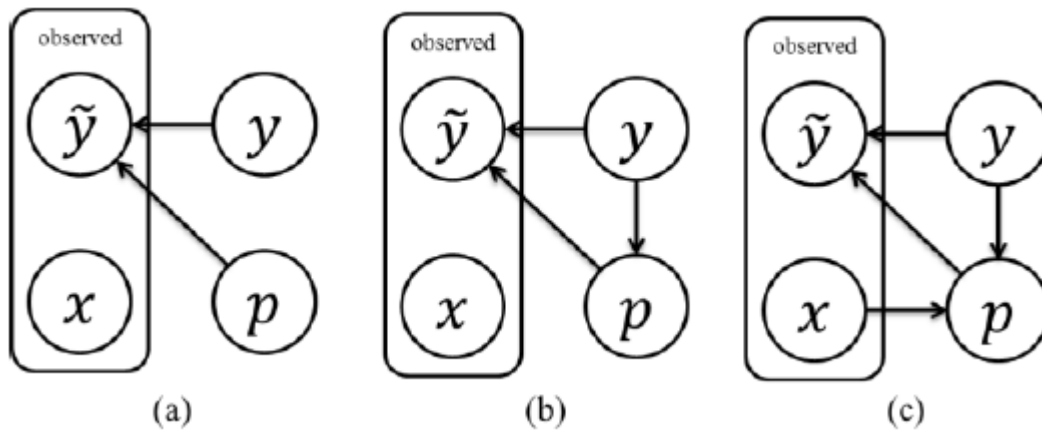 observed
ỹ y
x p
(a)
observed
ỹ y
x p
(b)
observed
ỹ y
x p
(c)